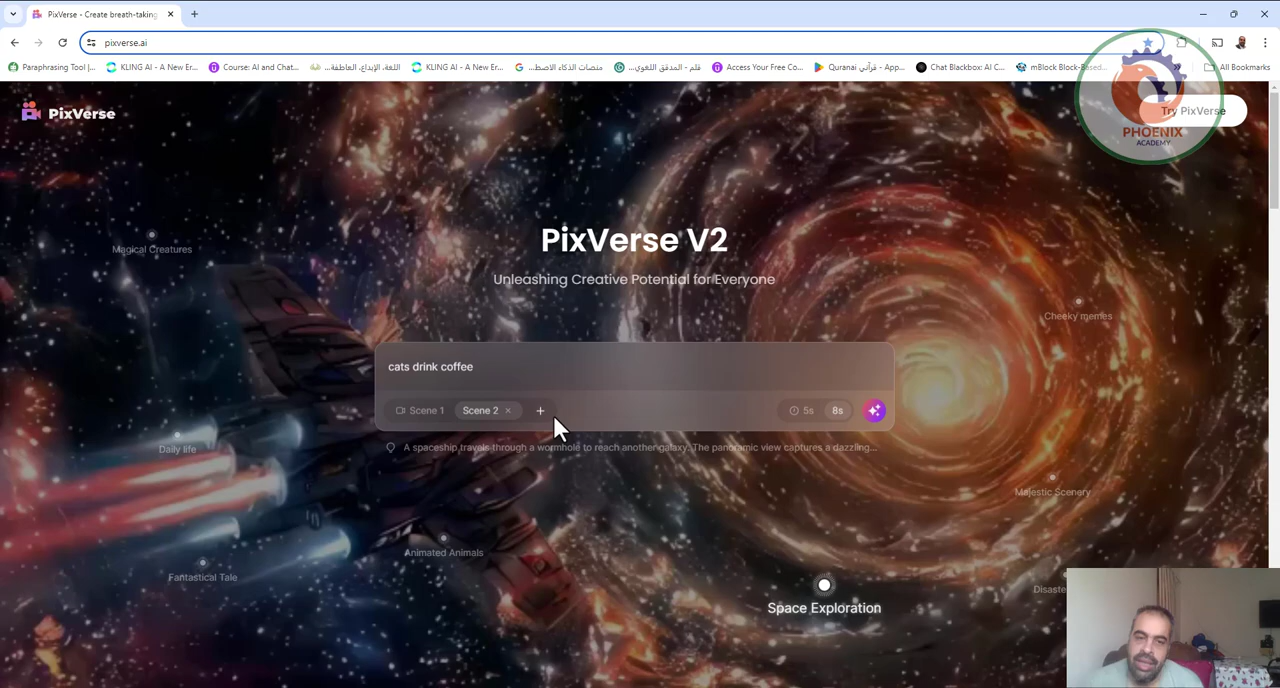 PixVerse - Create breath-taking
pixverse.ai
Paraphrasing Tool |...
KLING AI - A New Er...
Course: AI and Chat...
اللغة، الإبداع، العاطفة...
KLING AI - A New Er...
منصات الذكاء الاصط...
قلم - المدقق اللغوي...
Access Your Free Co...
Quranai قرآني - App...
Chat Blackbox: AI C...
mBlock Block-Based...
All Bookmarks
PixVerse
Try PixVerse
PHOENIX
ACADEMY
PixVerse V2
Unleashing Creative Potential for Everyone
Magical Creatures
Cheeky memes
cats drink coffee
Scene 1
Scene 2
5s
8s
A spaceship travels through a wormhole to reach another galaxy. The panoramic view captures a dazzling...
Daily life
Majestic Scenery
Animated Animals
Fantastical Tale
Space Exploration
Disaste